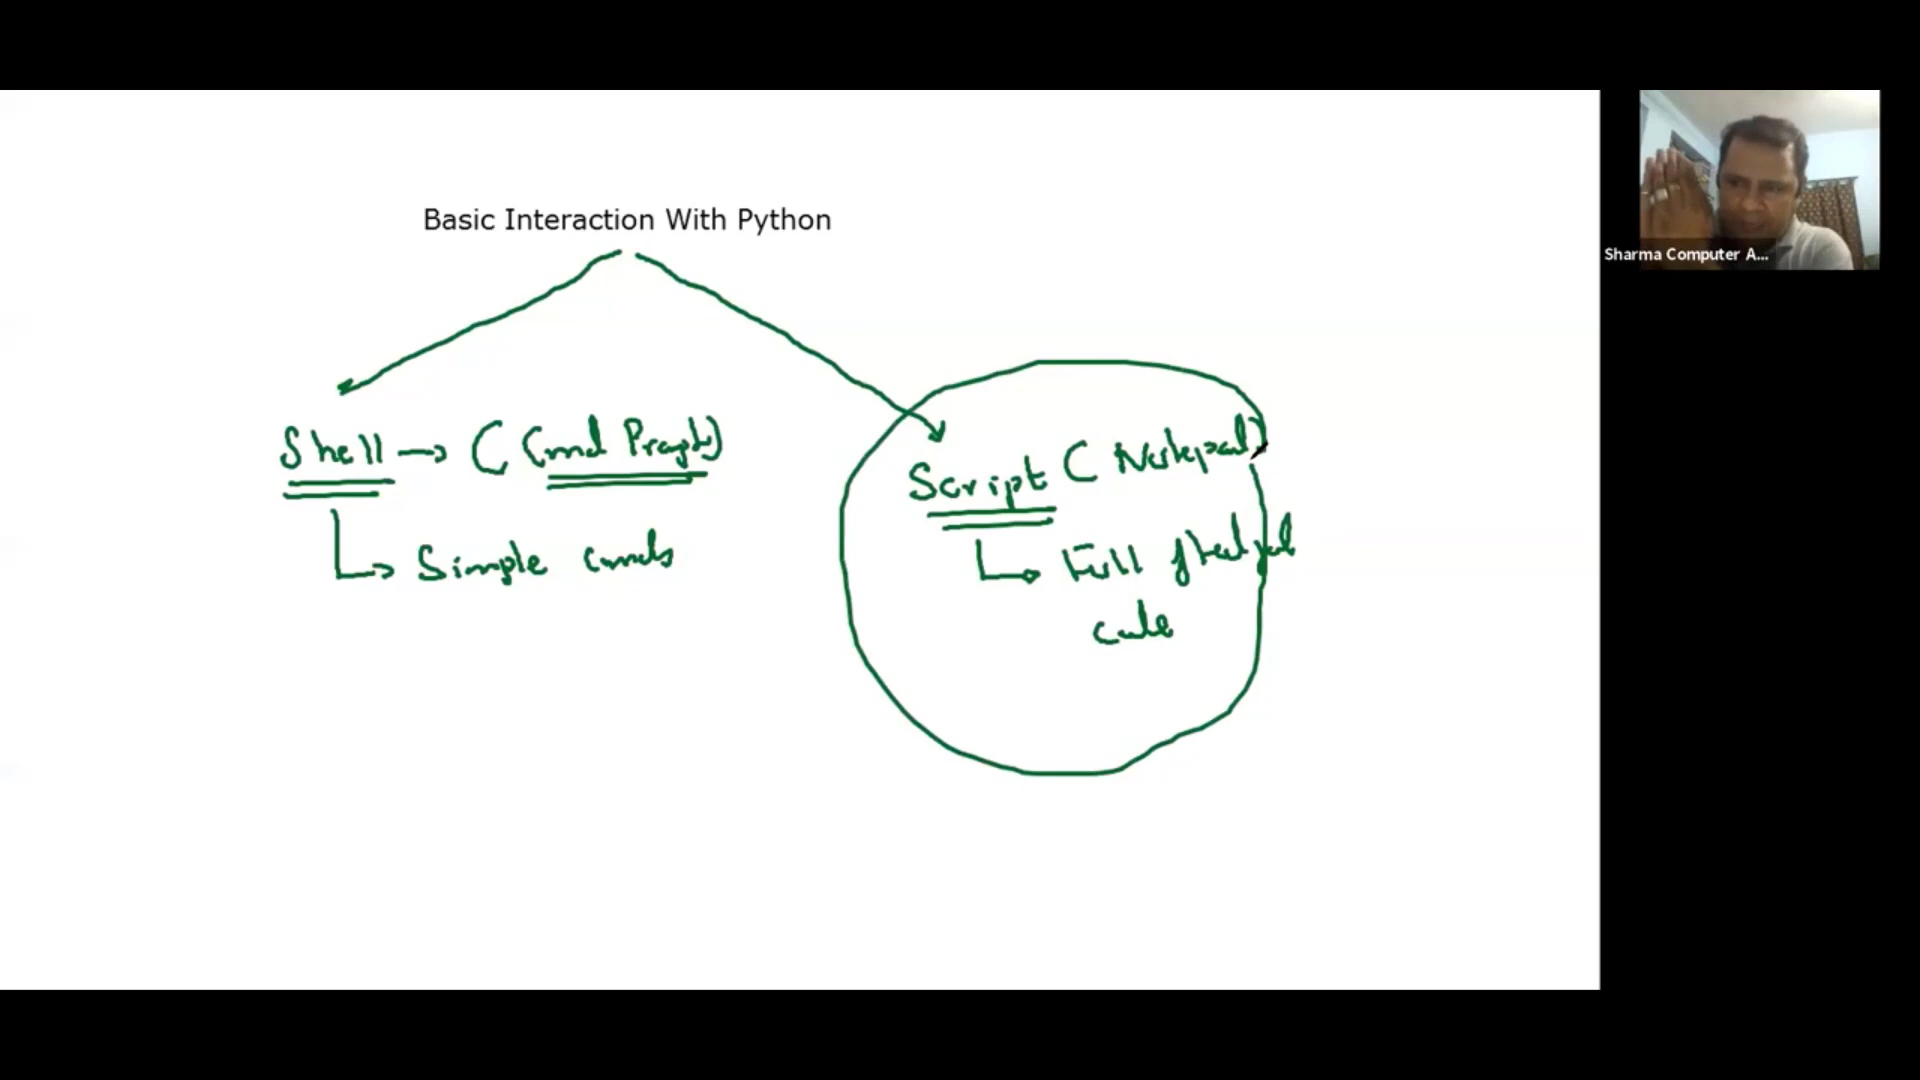 Basic Interaction With Python
Sharma Computer A...
Shell → (Cmd Prompt)
Script (Notepad)
Simple cmds
Full fledged
code